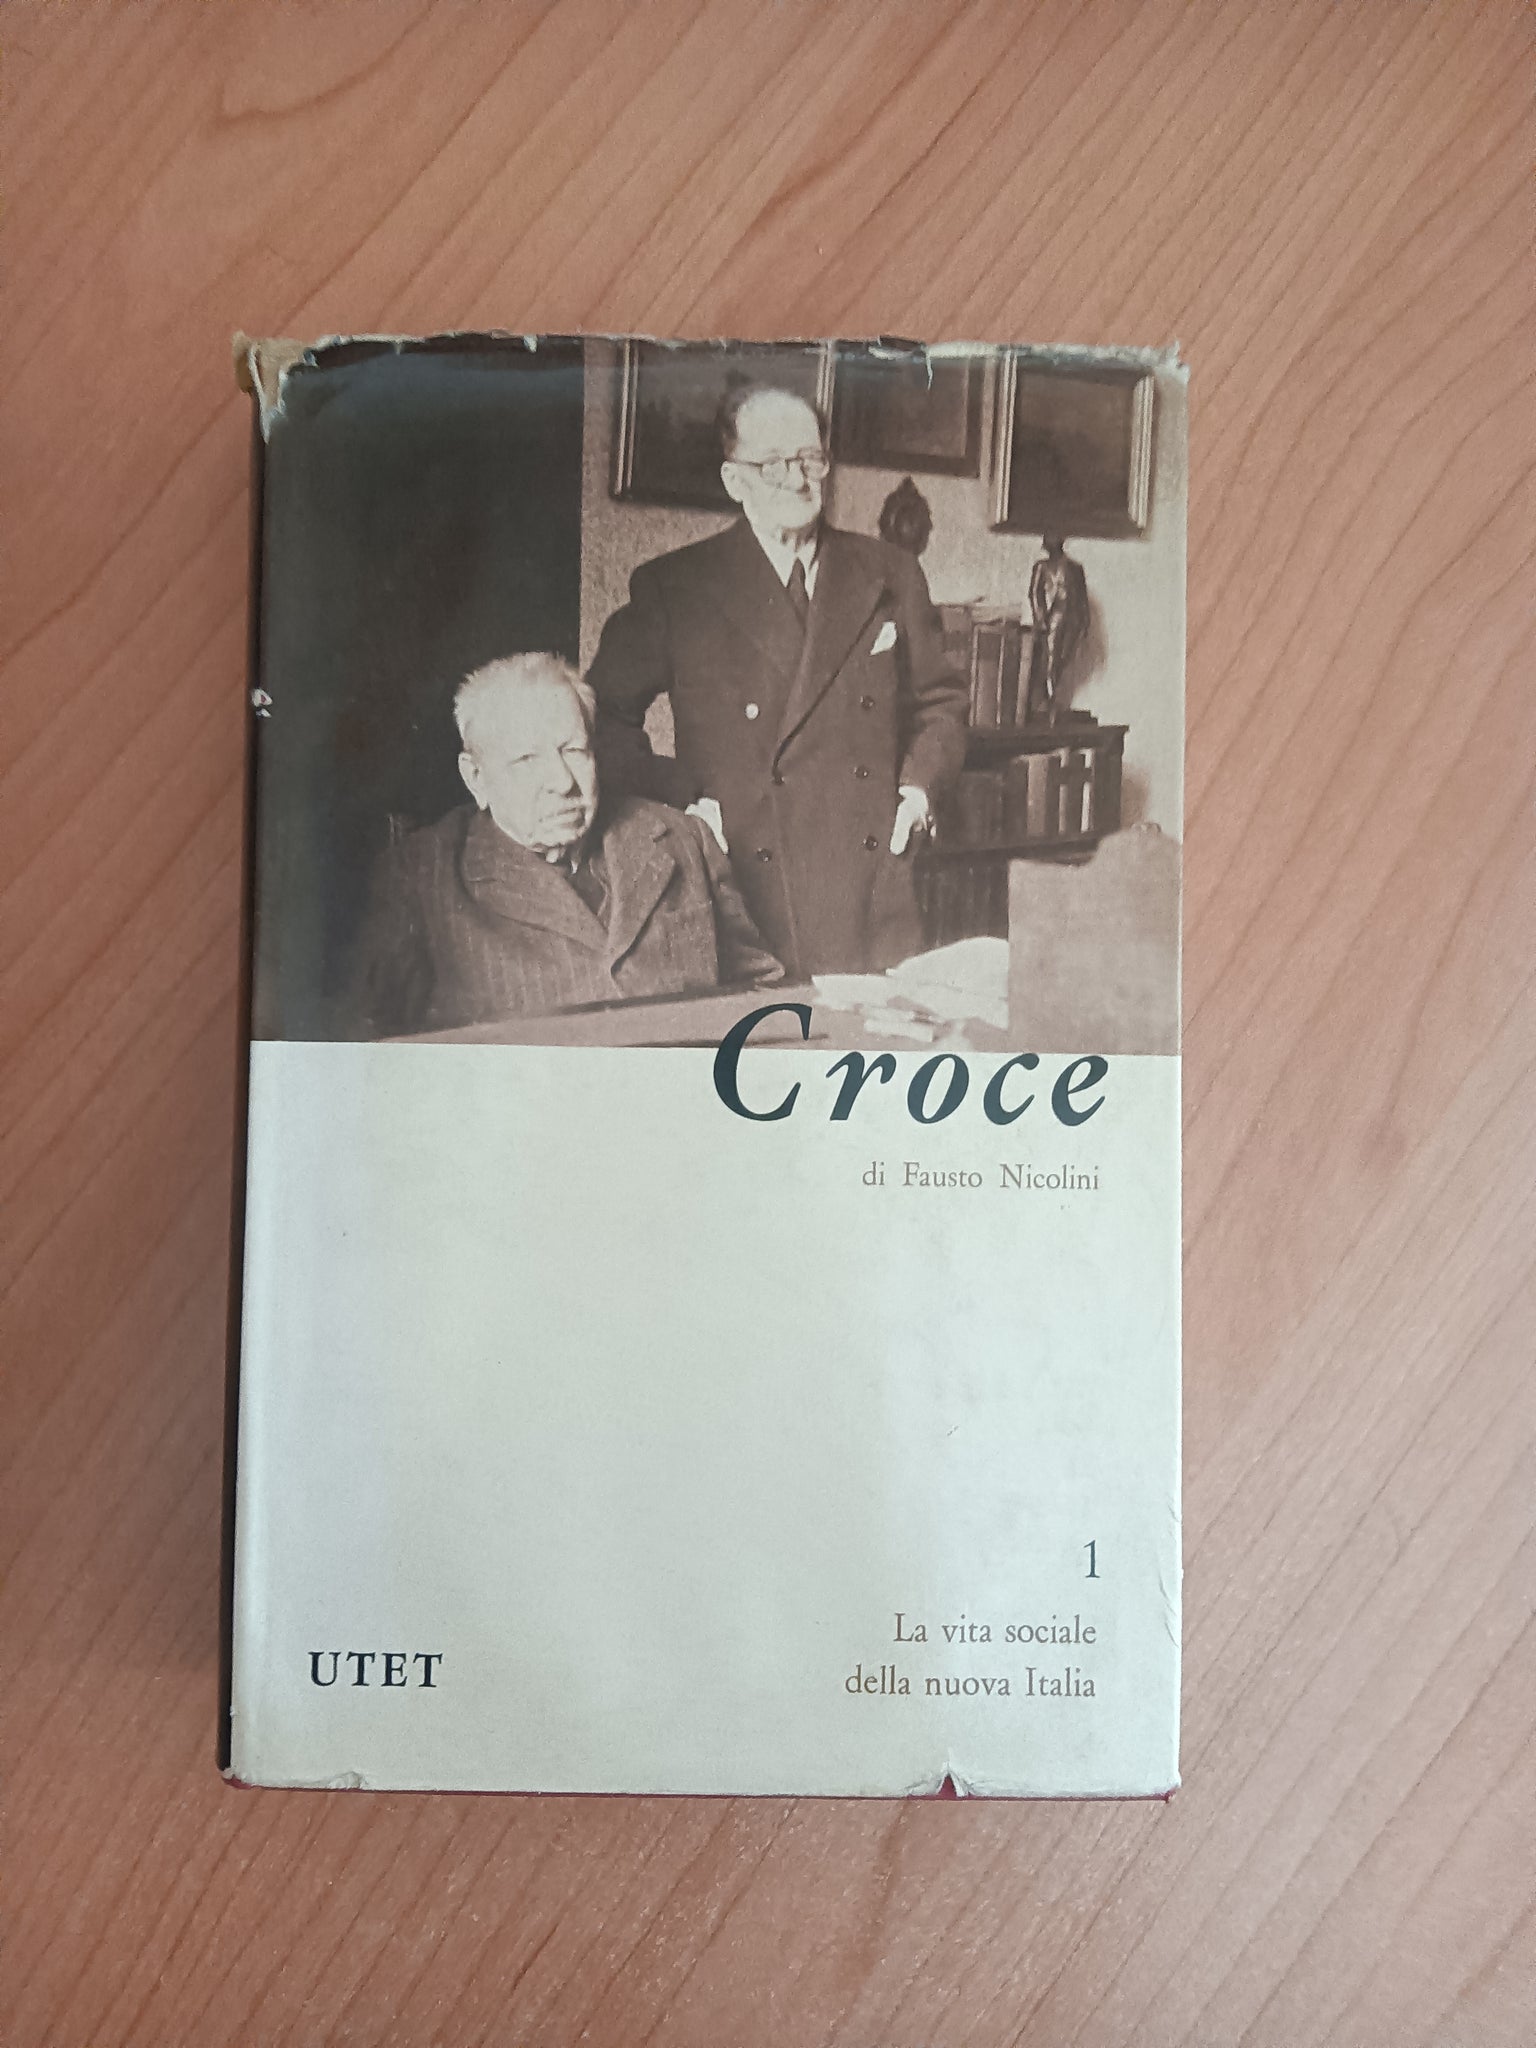 Croce
di Fausto Nicolini
1
La vita sociale
della nuova Italia
UTET